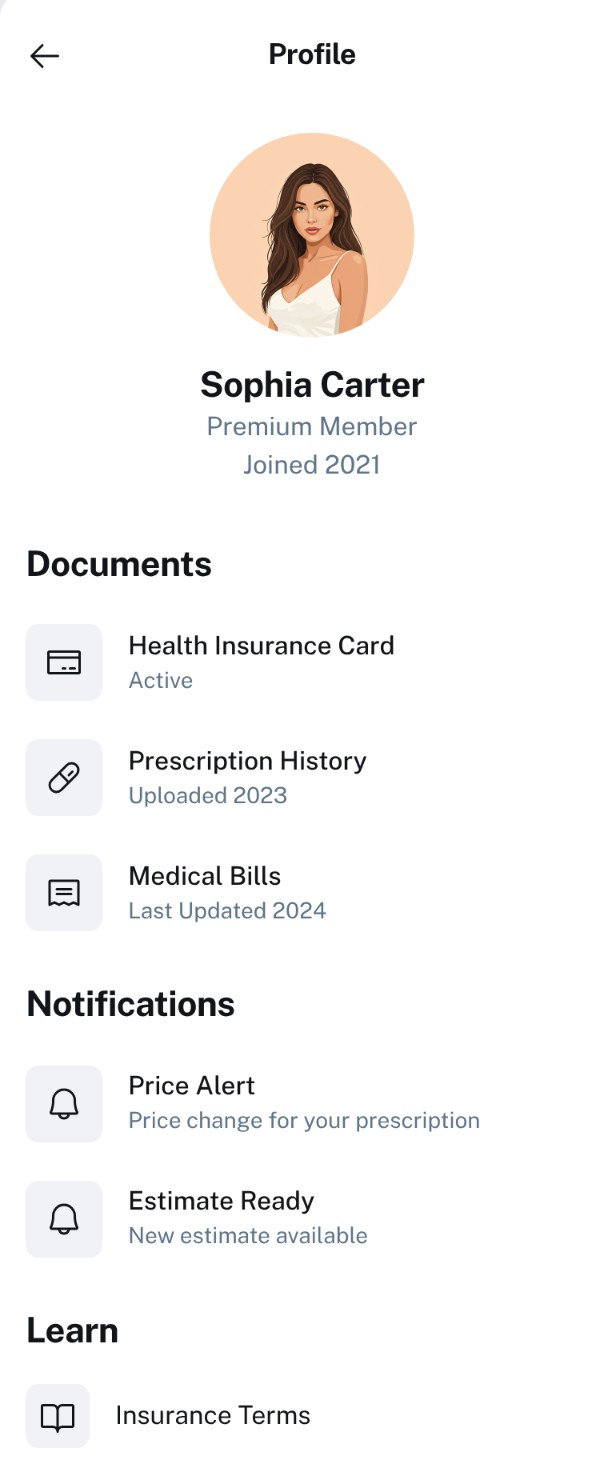 Profile
Sophia Carter
Premium Member
Joined 2021
Documents
Health Insurance Card
Active
Prescription History
Uploaded 2023
Medical Bills
Last Updated 2024
Notifications
Price Alert
Price change for your prescription
Estimate Ready
New estimate available
Learn
Insurance Terms